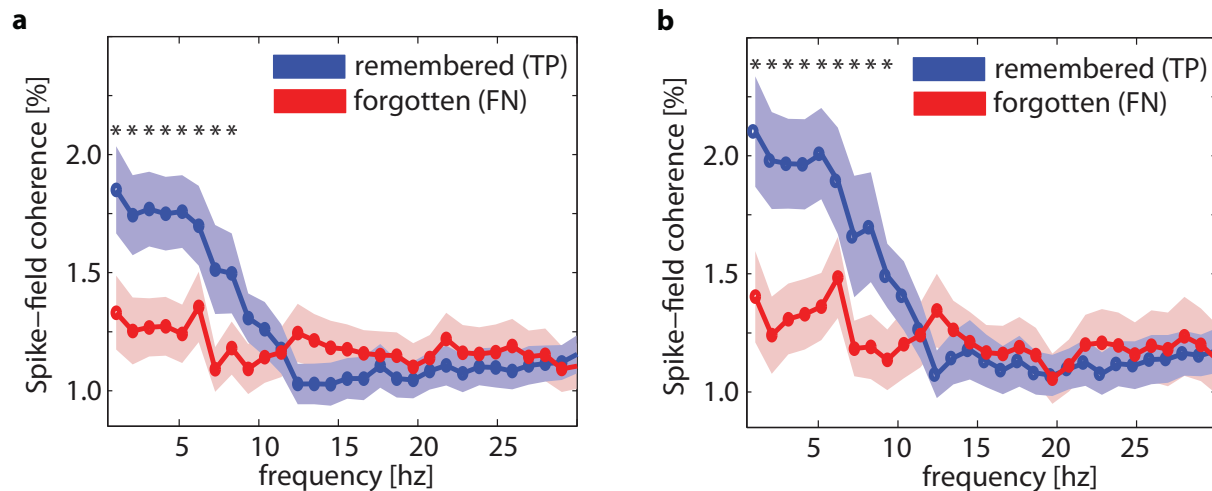 a
remembered (TP)
forgotten (FN)
* * * * * * * *
Spike–field coherence [%]
2.0
1.5
1.0
5 10 15 20 25
frequency [hz]
b
* * * * * * * * *
remembered (TP)
forgotten (FN)
Spike–field coherence [%]
2.0
1.5
1.0
5 10 15 20 25
frequency [hz]